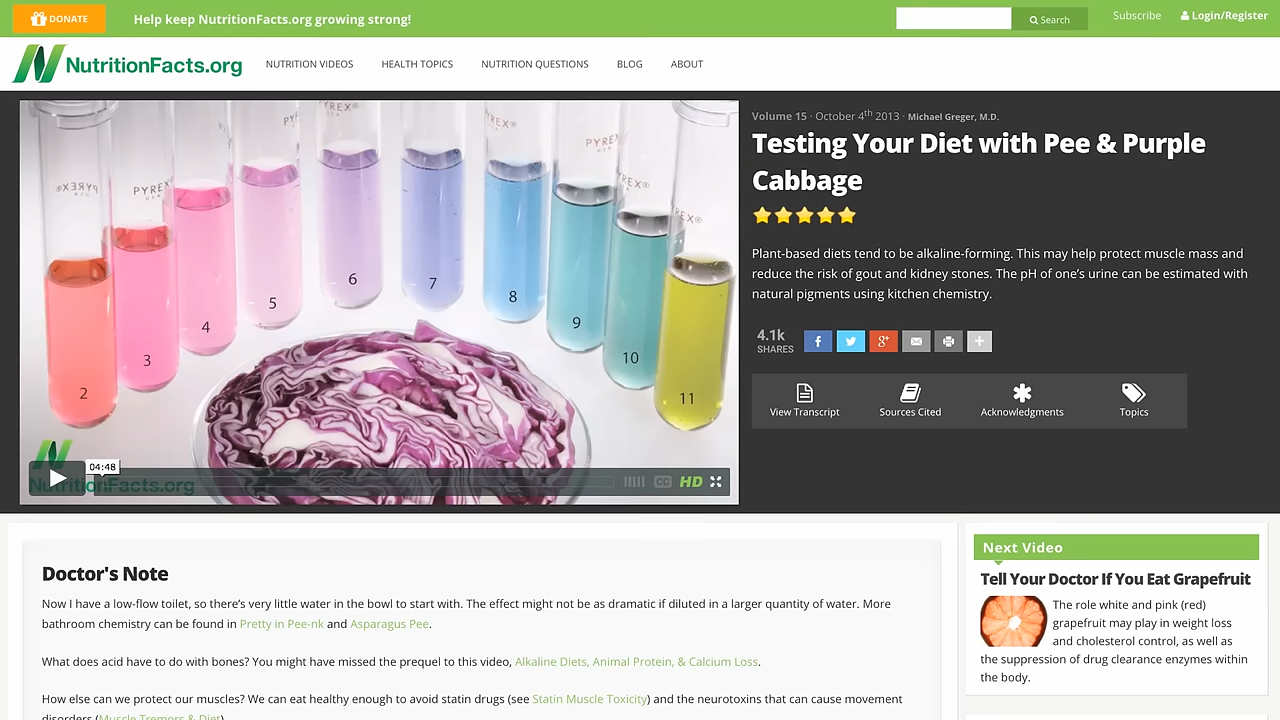 DONATE
Help keep NutritionFacts.org growing strong!
Search
Subscribe
Login/Register
NutritionFacts.org
NUTRITION VIDEOS
HEALTH TOPICS
NUTRITION QUESTIONS
BLOG
ABOUT
PYREX®
PYREX
PYREX®
PYREX
2
3
4
5
6
7
8
9
10
11
04:48
NutritionFacts.org
CC
HD
Volume 15 · October 4th 2013 · Michael Greger, M.D.
Testing Your Diet with Pee & Purple
Cabbage
Plant-based diets tend to be alkaline-forming. This may help protect muscle mass and
reduce the risk of gout and kidney stones. The pH of one’s urine can be estimated with
natural pigments using kitchen chemistry.
4.1k
SHARES
View Transcript
Sources Cited
Acknowledgments
Topics
Doctor's Note
Now I have a low-flow toilet, so there’s very little water in the bowl to start with. The effect might not be as dramatic if diluted in a larger quantity of water. More
bathroom chemistry can be found in Pretty in Pee-nk and Asparagus Pee.
What does acid have to do with bones? You might have missed the prequel to this video, Alkaline Diets, Animal Protein, & Calcium Loss.
How else can we protect our muscles? We can eat healthy enough to avoid statin drugs (see Statin Muscle Toxicity) and the neurotoxins that can cause movement
disorders (Muscle Tremors & Diet).
Next Video
Tell Your Doctor If You Eat Grapefruit
The role white and pink (red)
grapefruit may play in weight loss
and cholesterol control, as well as
the suppression of drug clearance enzymes within
the body.